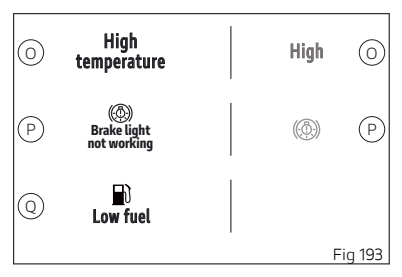 O
High
temperature
High
O
P
Brake light
not working
P
Q
Low fuel
Fig 193